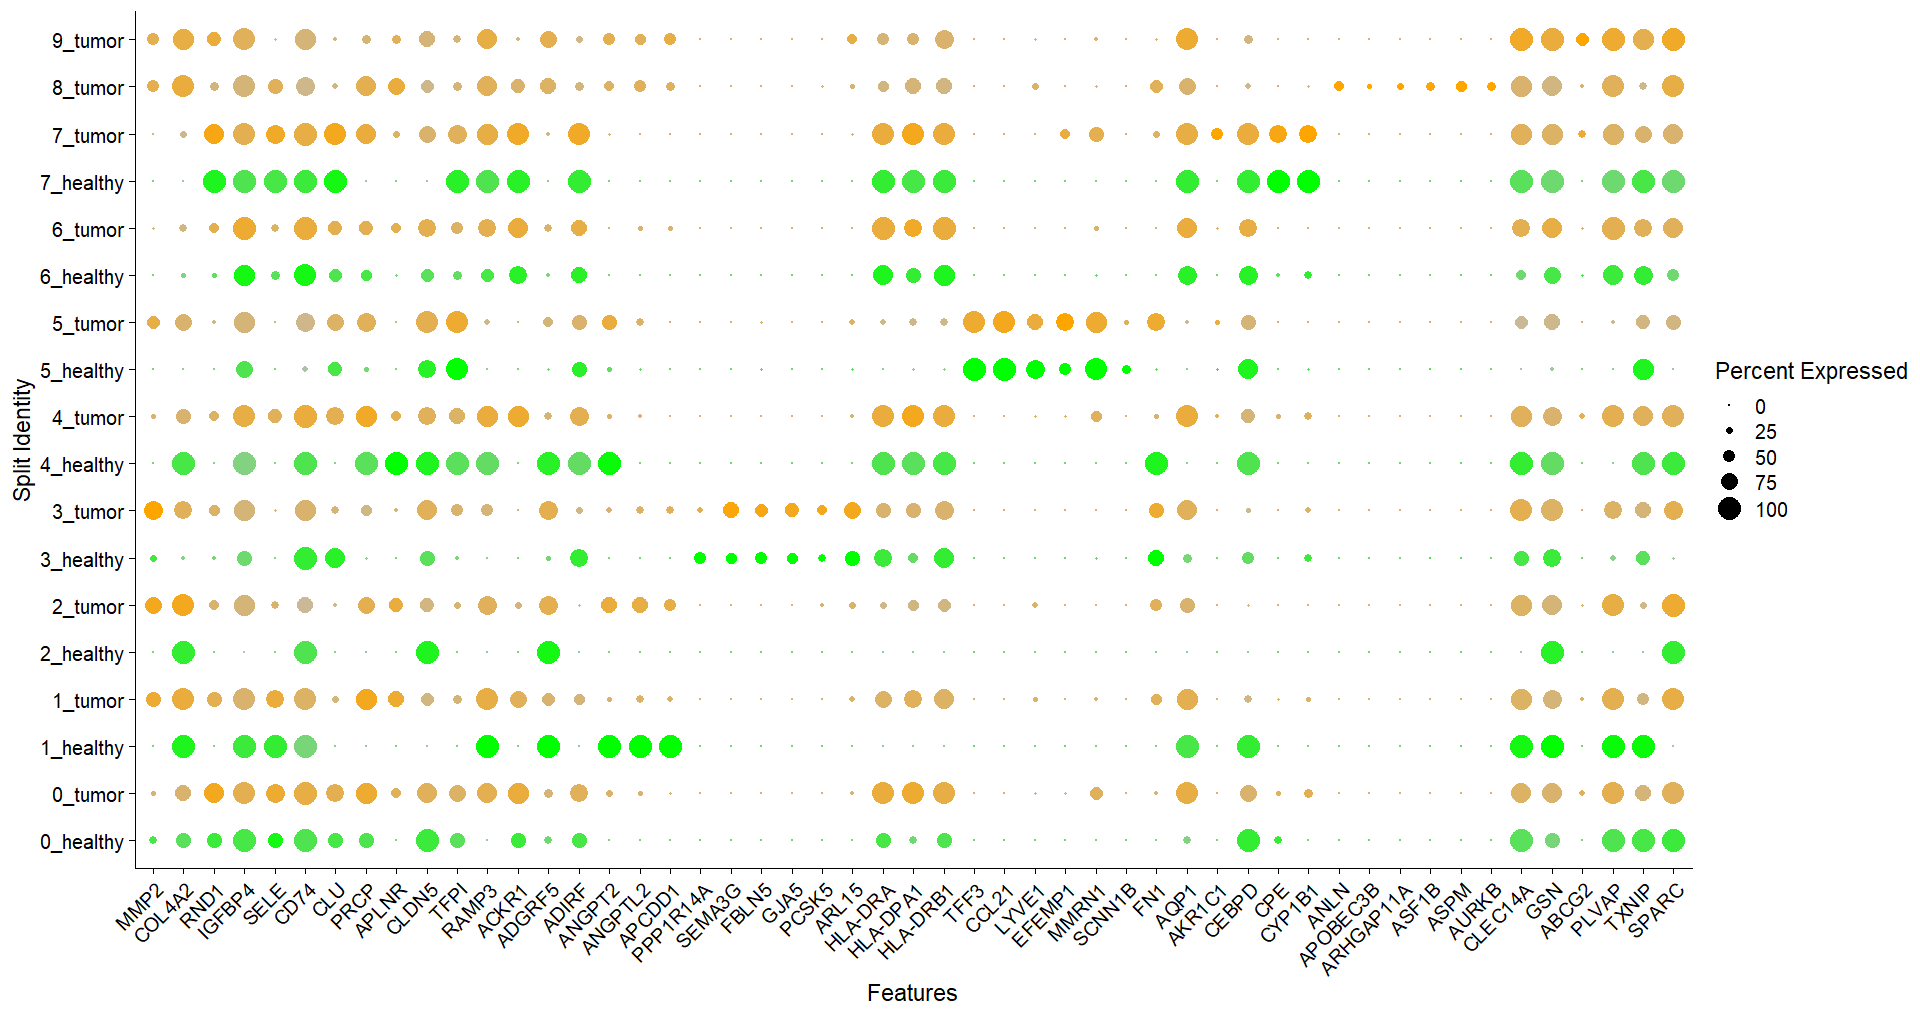 9_tumor
8_tumor
7_tumor
7_healthy
6_tumor
6_healthy
5_tumor
5_healthy
4_tumor
4_healthy
3_tumor
3_healthy
2_tumor
2_healthy
1_tumor
1_healthy
0_tumor
0_healthy
Split Identity
MMP2
COL4A2
RND1
IGFBP4
SELE
CD74
CLU
PRCP
APLNR
CLDN5
TFPI
RAMP3
ACKR1
ADGRF5
ADIRF
ANGPT2
ANGPTL2
APCDD1
PPP1R14A
SEMA3G
FBLN5
GJA5
PCSK5
ARL15
HLA-DRA
HLA-DPA1
HLA-DRB1
TFF3
CCL21
LYVE1
EFEMP1
MMRN1
SCNN1B
FN1
AQP1
AKR1C1
CEBPD
CPE
CYP1B1
ANLN
APOBEC3B
ARHGAP11A
ASF1B
ASPM
AURKB
CLEC14A
GSN
ABCG2
PLVAP
TXNIP
SPARC
Features
Percent Expressed
0
25
50
75
100